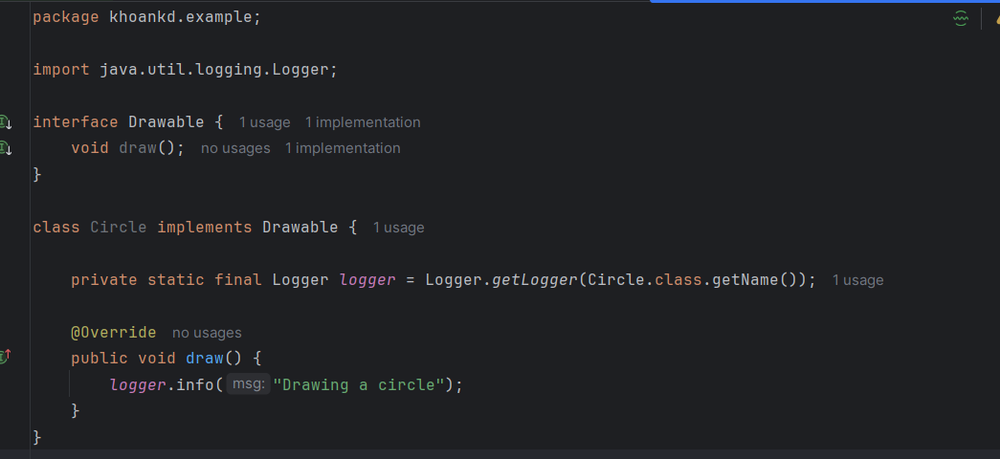 package khoankd.example;
import java.util.logging.Logger;
interface Drawable { 1 usage 1 implementation
void draw(); no usages 1 implementation
}
class Circle implements Drawable { 1 usage
private static final Logger logger = Logger.getLogger(Circle.class.getName()); 1 usage
@Override no usages
public void draw() {
logger.info( msg: "Drawing a circle");
}
}